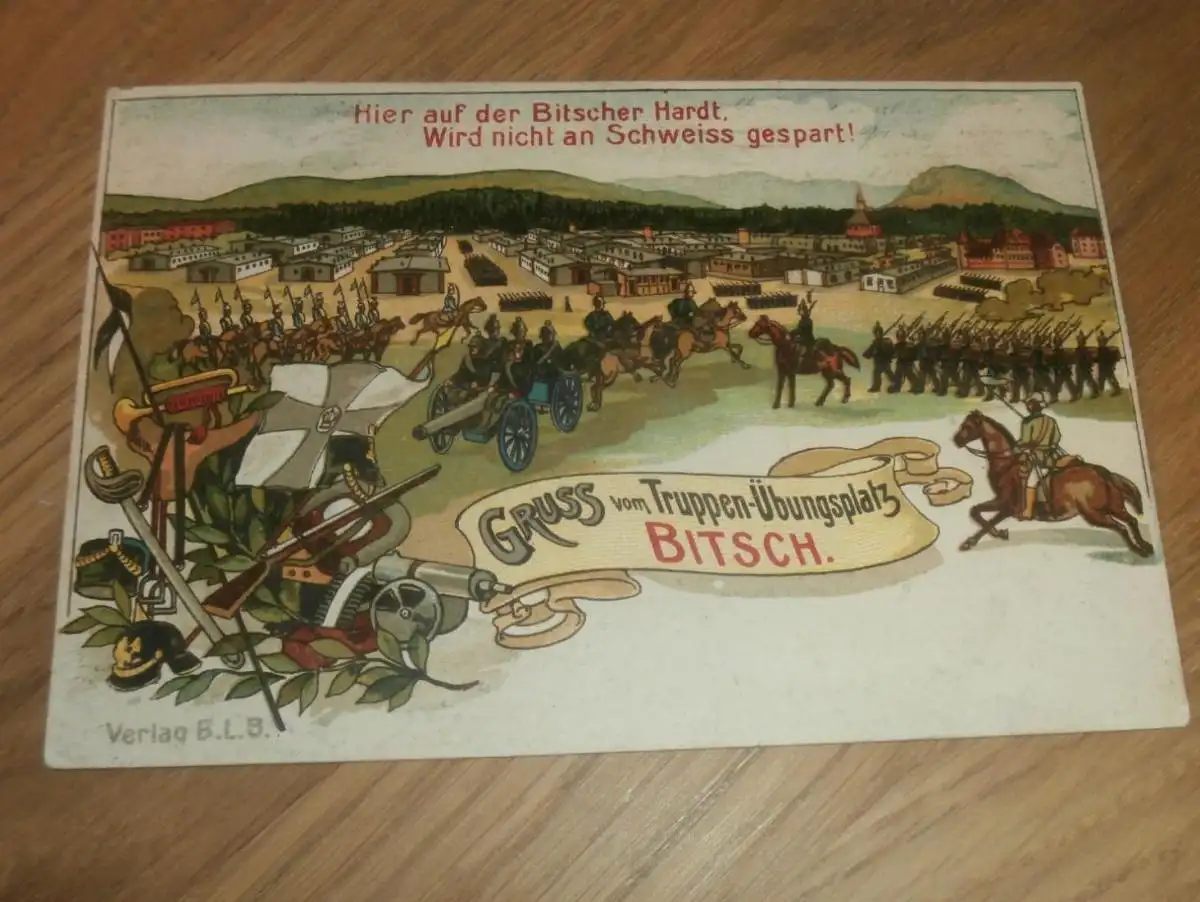 Hier auf der Bitscher Hardt,
Wird nicht an Schweiss gespart!
Gruss vom Truppen-Übungsplatz
BITSCH.
Verlag B.L.B.